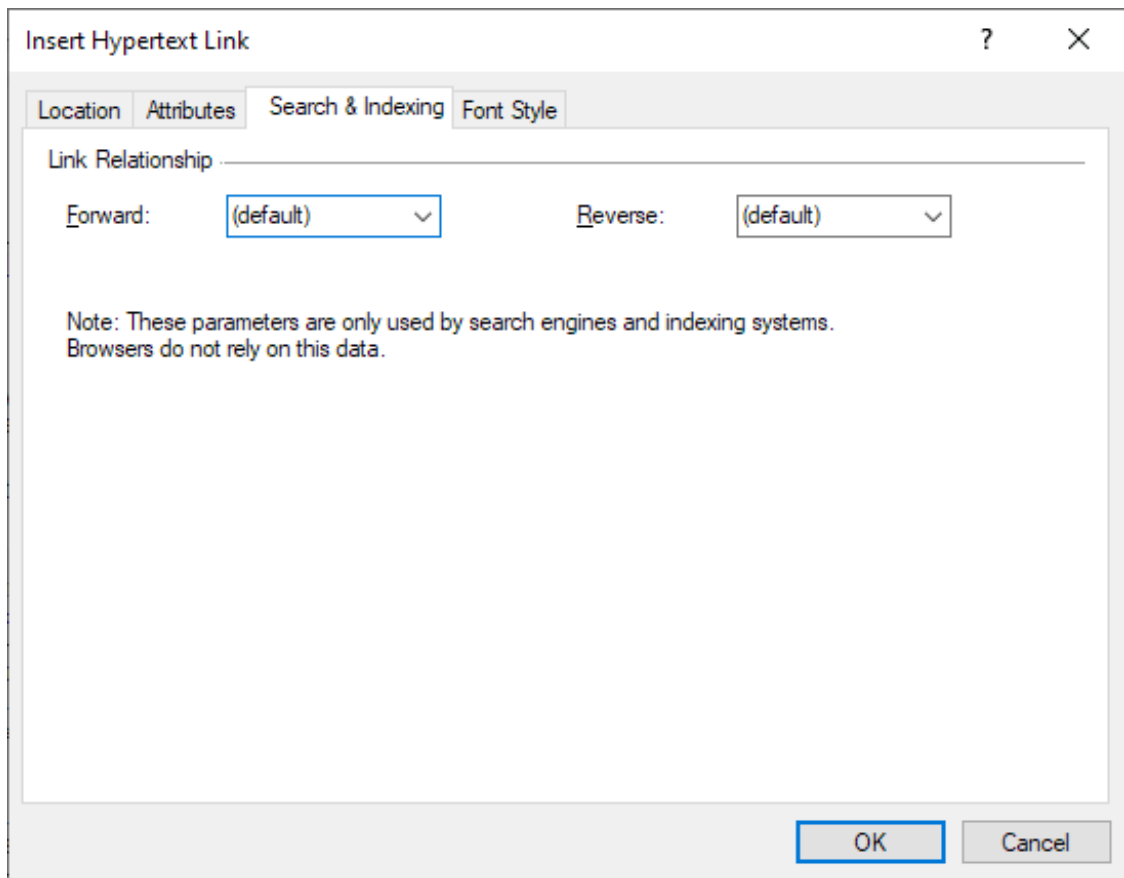 Insert Hypertext Link ?
Location Attributes Search & Indexing Font Style
Link Relationship
Forward: (default) Reverse: (default)
Note: These parameters are only used by search engines and indexing systems.
Browsers do not rely on this data.
OK Cancel